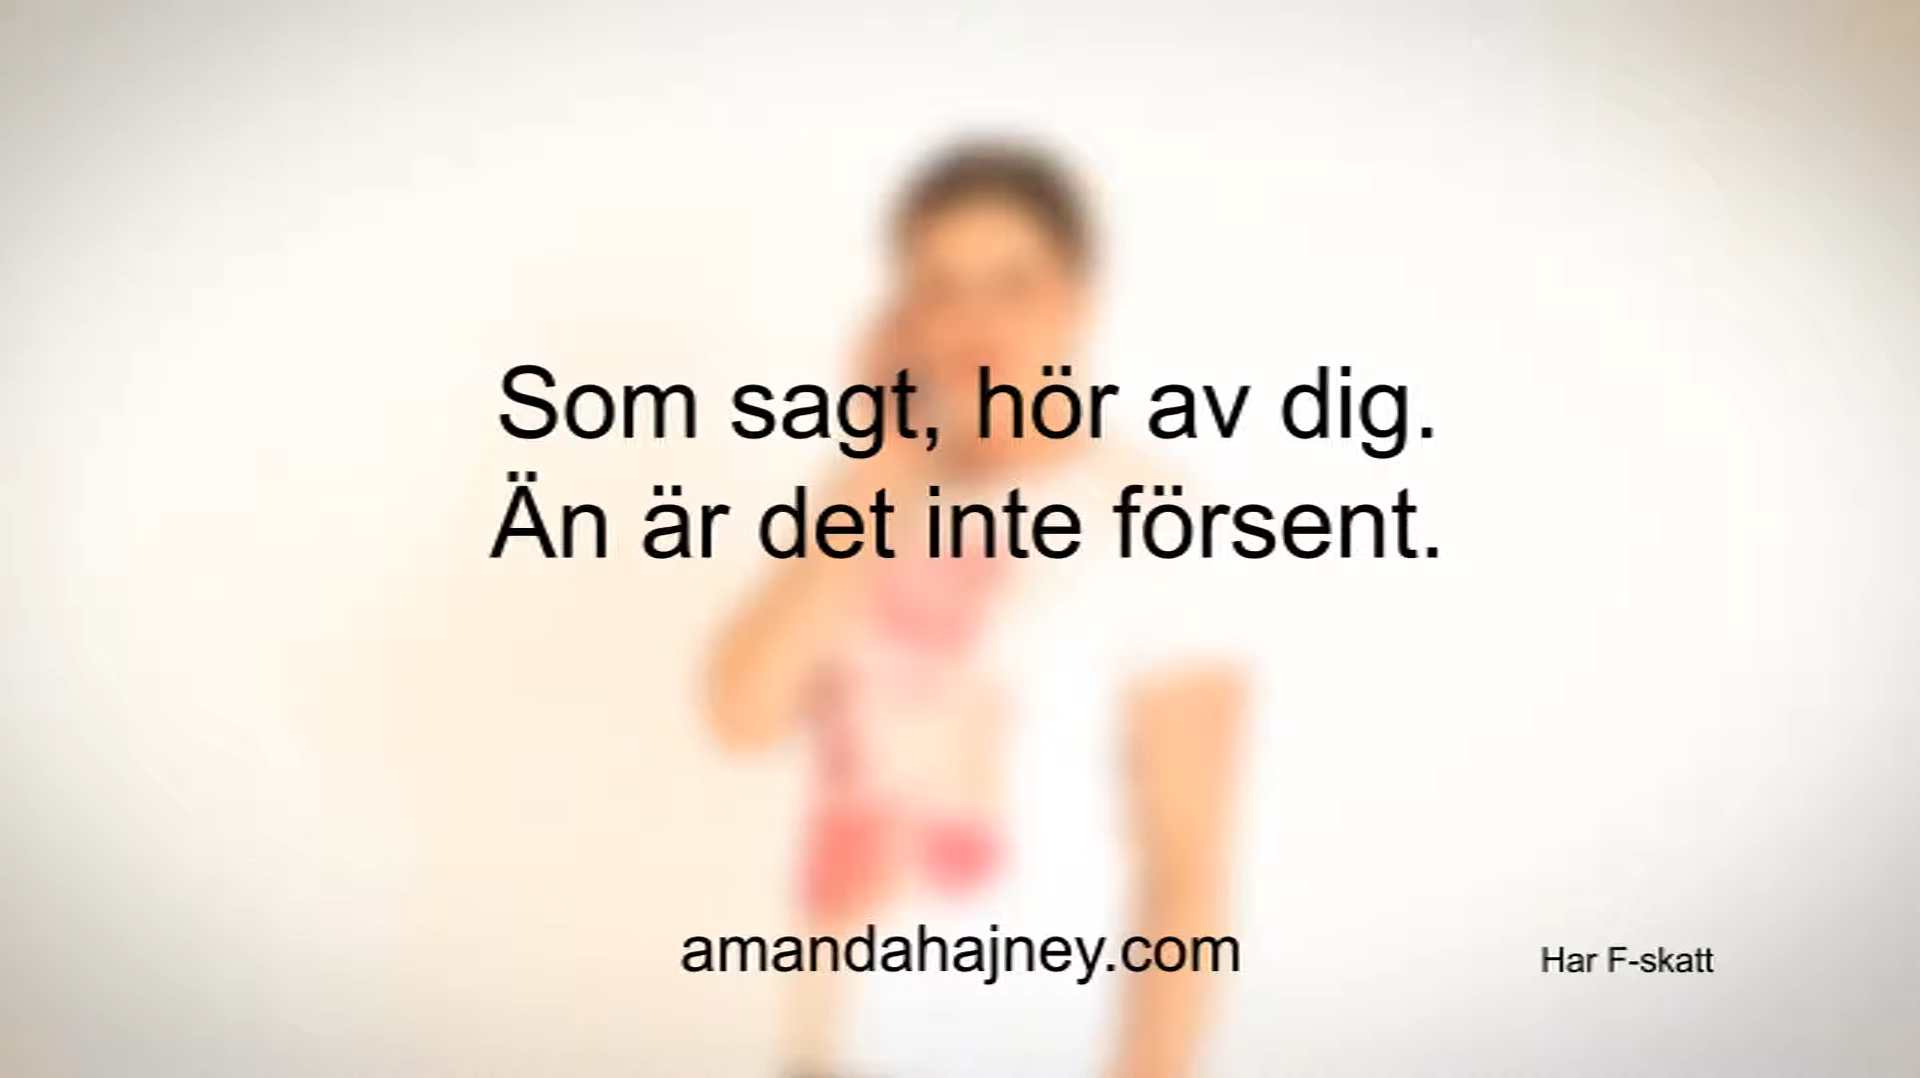 Som sagt, hör av dig.
Än är det inte försent.
amandahajney.com
Har F-skatt